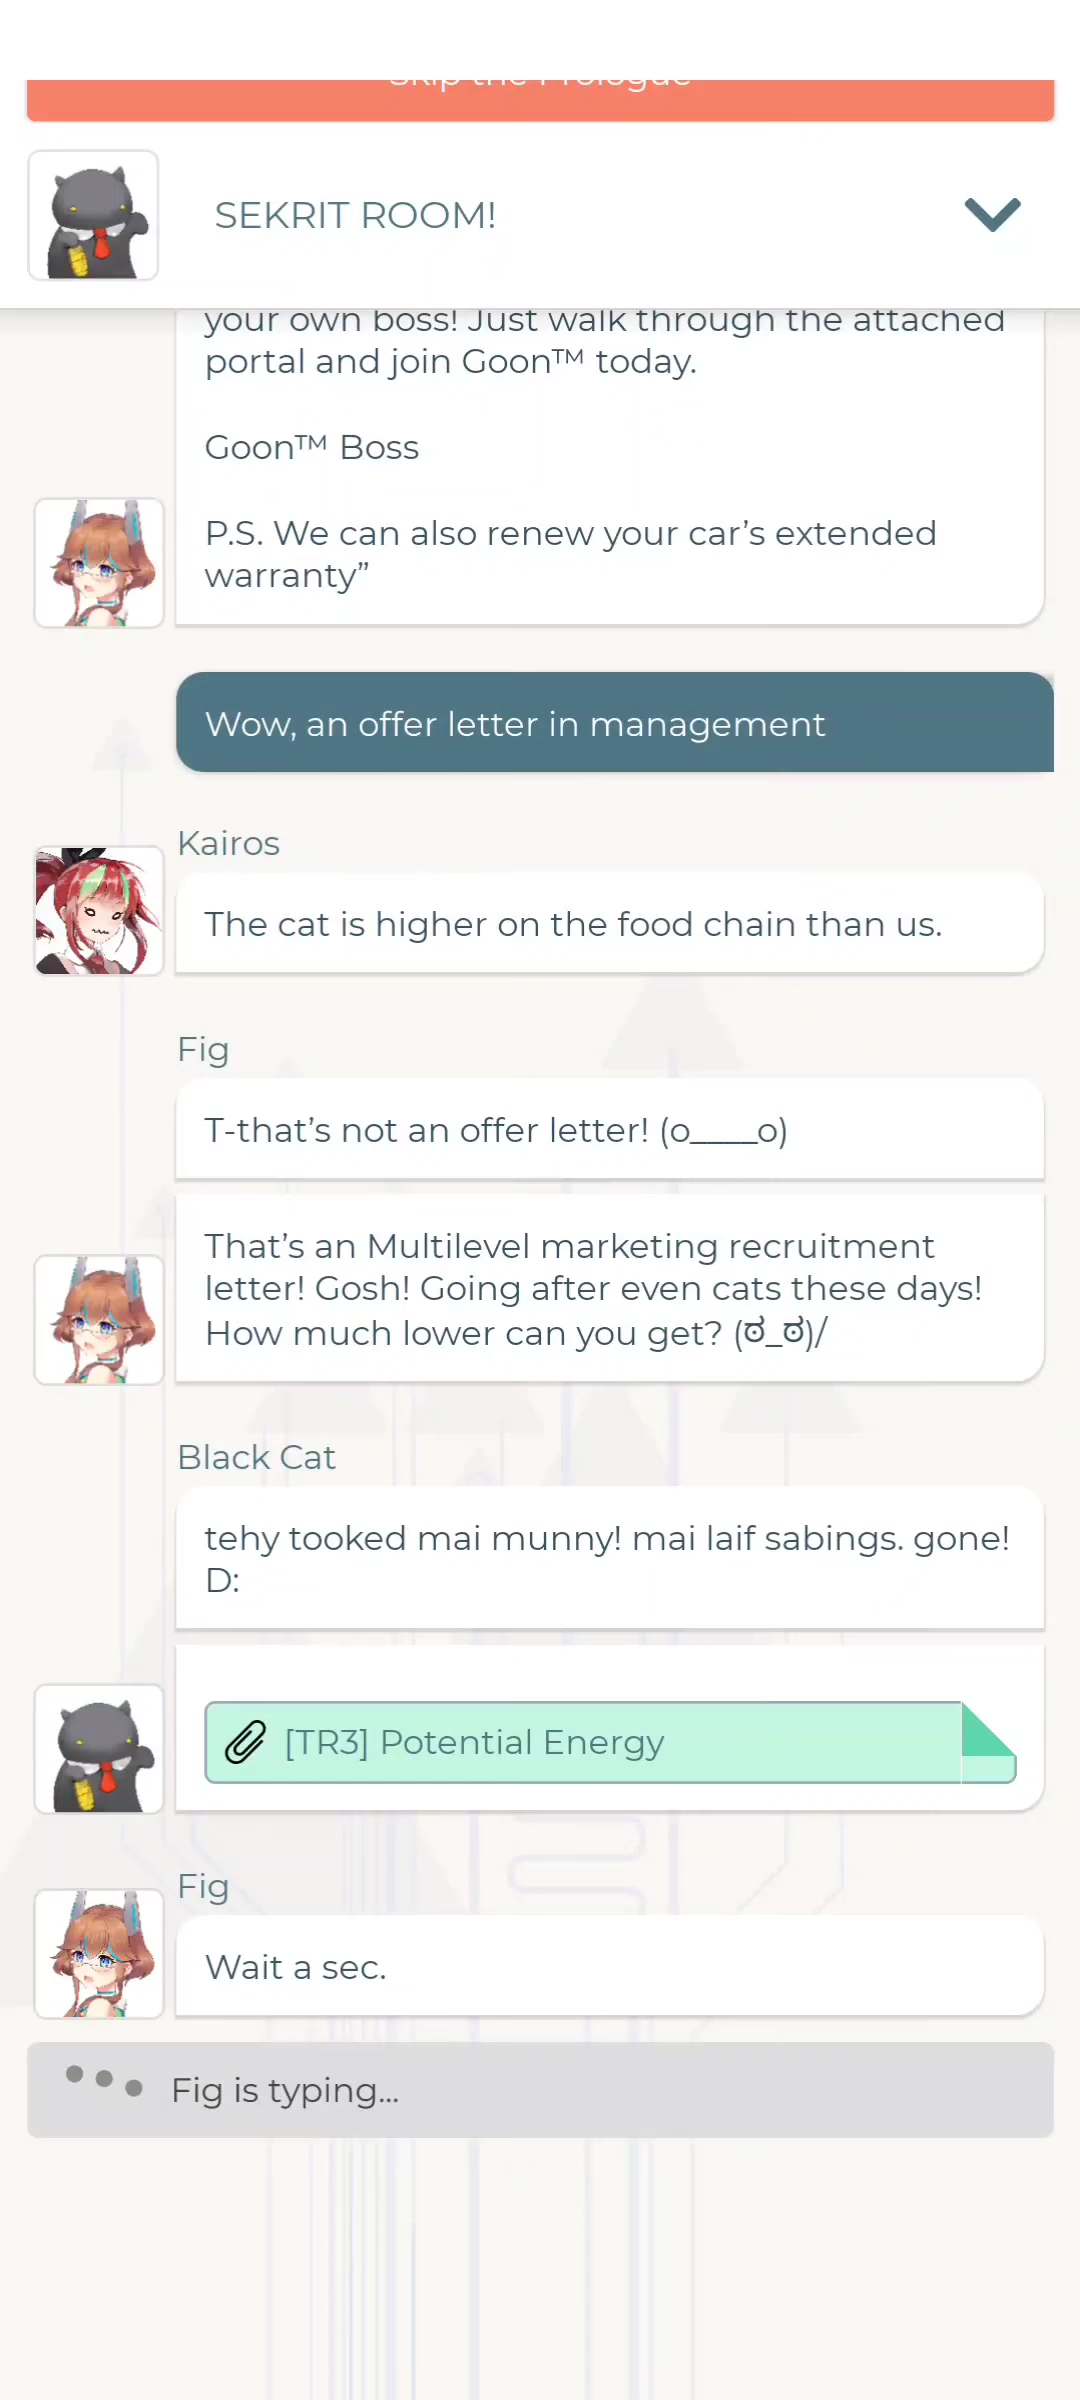 Skip the Prologue
SEKRIT ROOM!
your own boss! Just walk through the attached
portal and join Goon™ today.
Goon™ Boss
P.S. We can also renew your car’s extended
warranty”
Wow, an offer letter in management
Kairos
The cat is higher on the food chain than us.
Fig
T-that’s not an offer letter! (o____o)
That’s an Multilevel marketing recruitment
letter! Gosh! Going after even cats these days!
How much lower can you get? (ಠ_ಠ)/
Black Cat
tehy tooked mai munny! mai laif sabings. gone!
D:
[TR3] Potential Energy
Fig
Wait a sec.
Fig is typing...